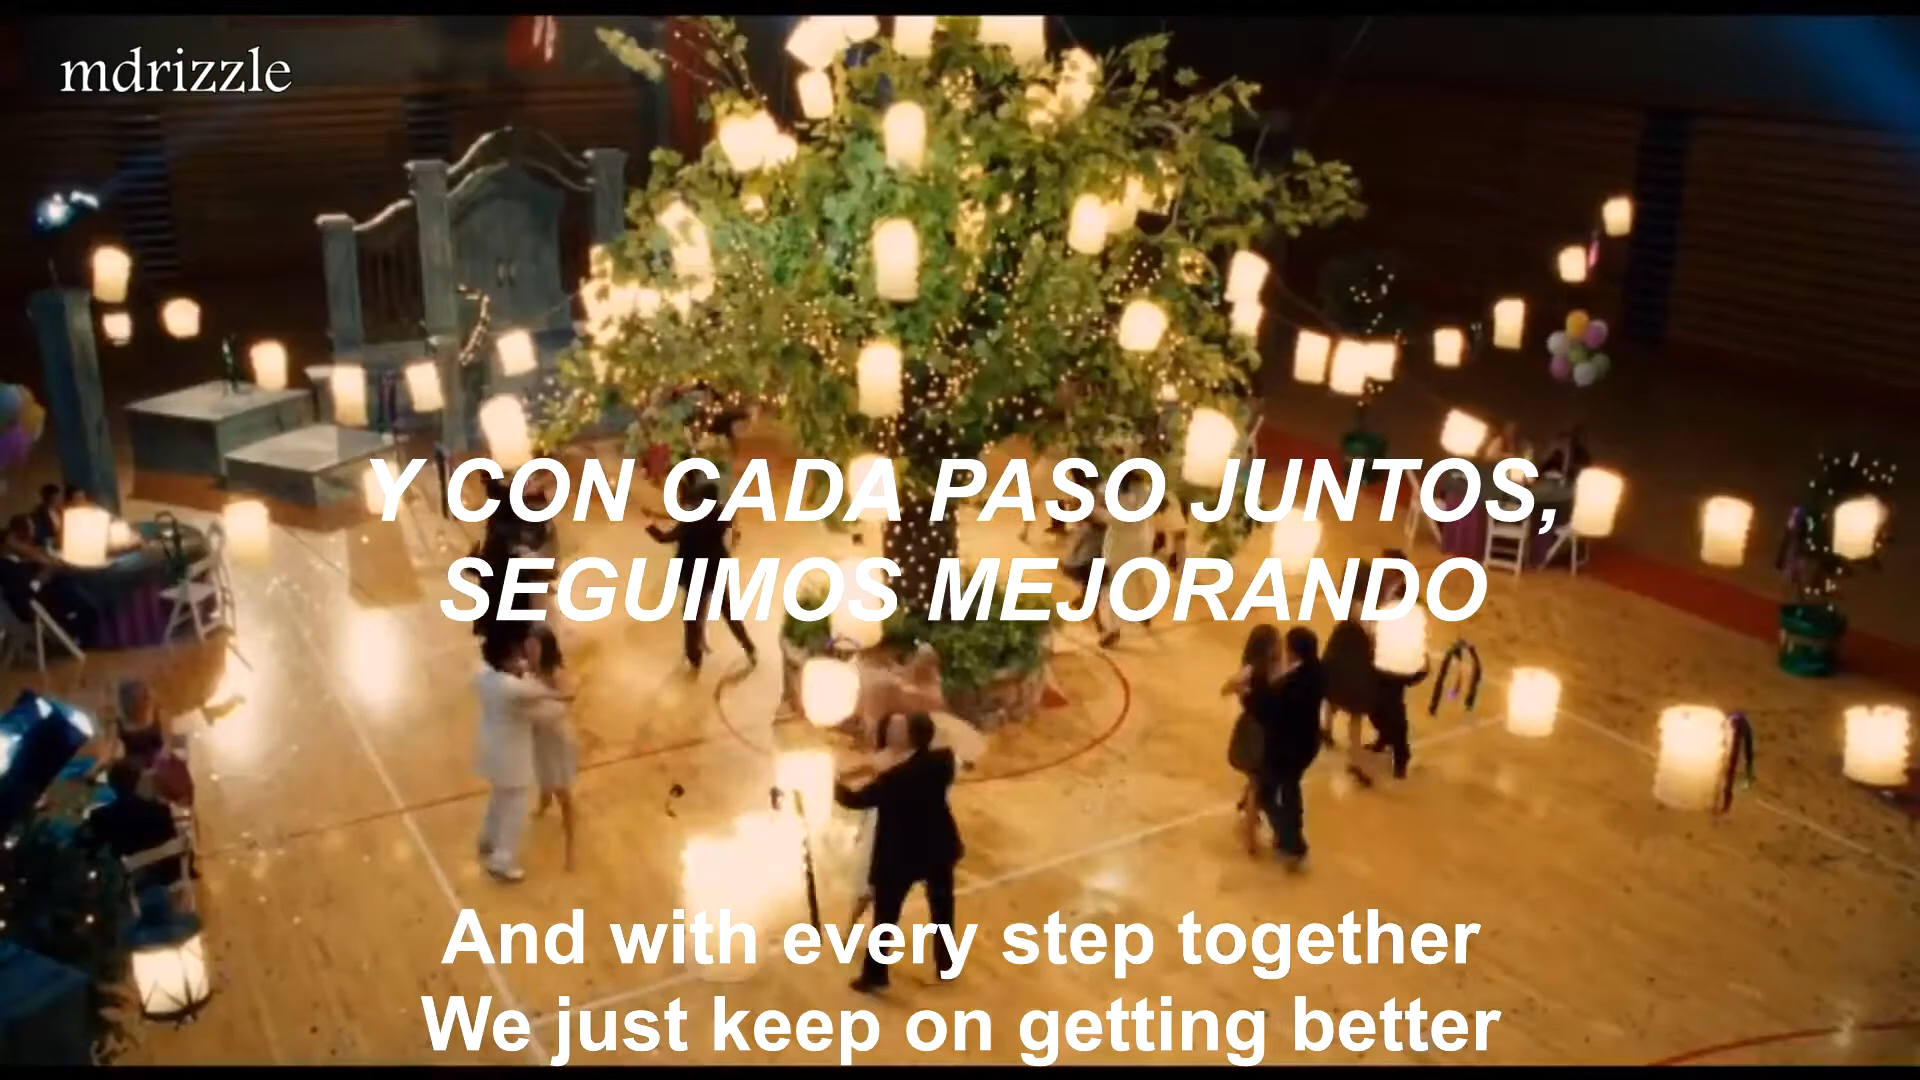 mdrizzle
Y CON CADA PASO JUNTOS,
SEGUIMOS MEJORANDO
And with every step together
We just keep on getting better